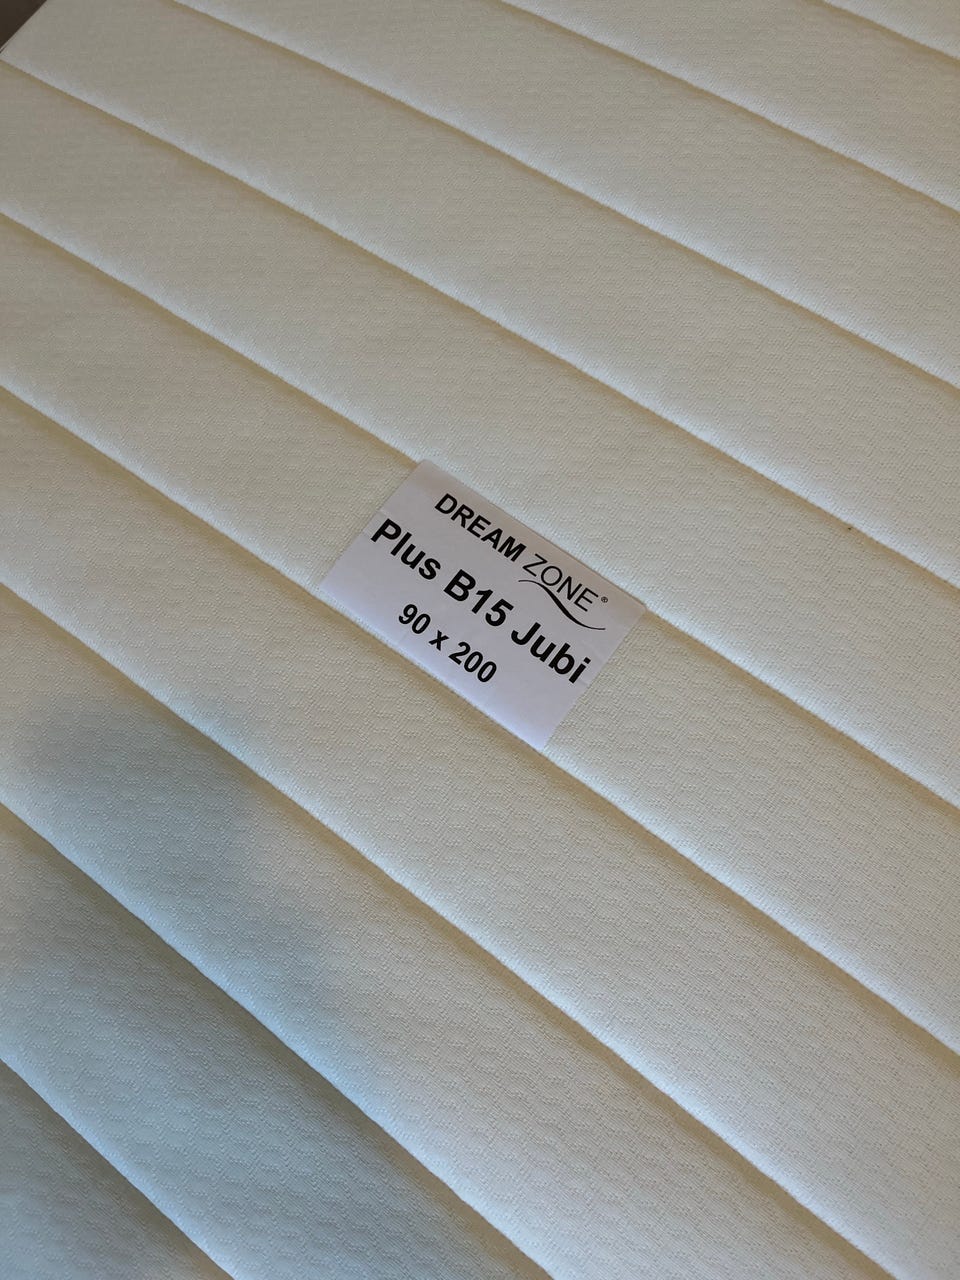 DREAM ZONE®
Plus B15 Jubi
90 x 200